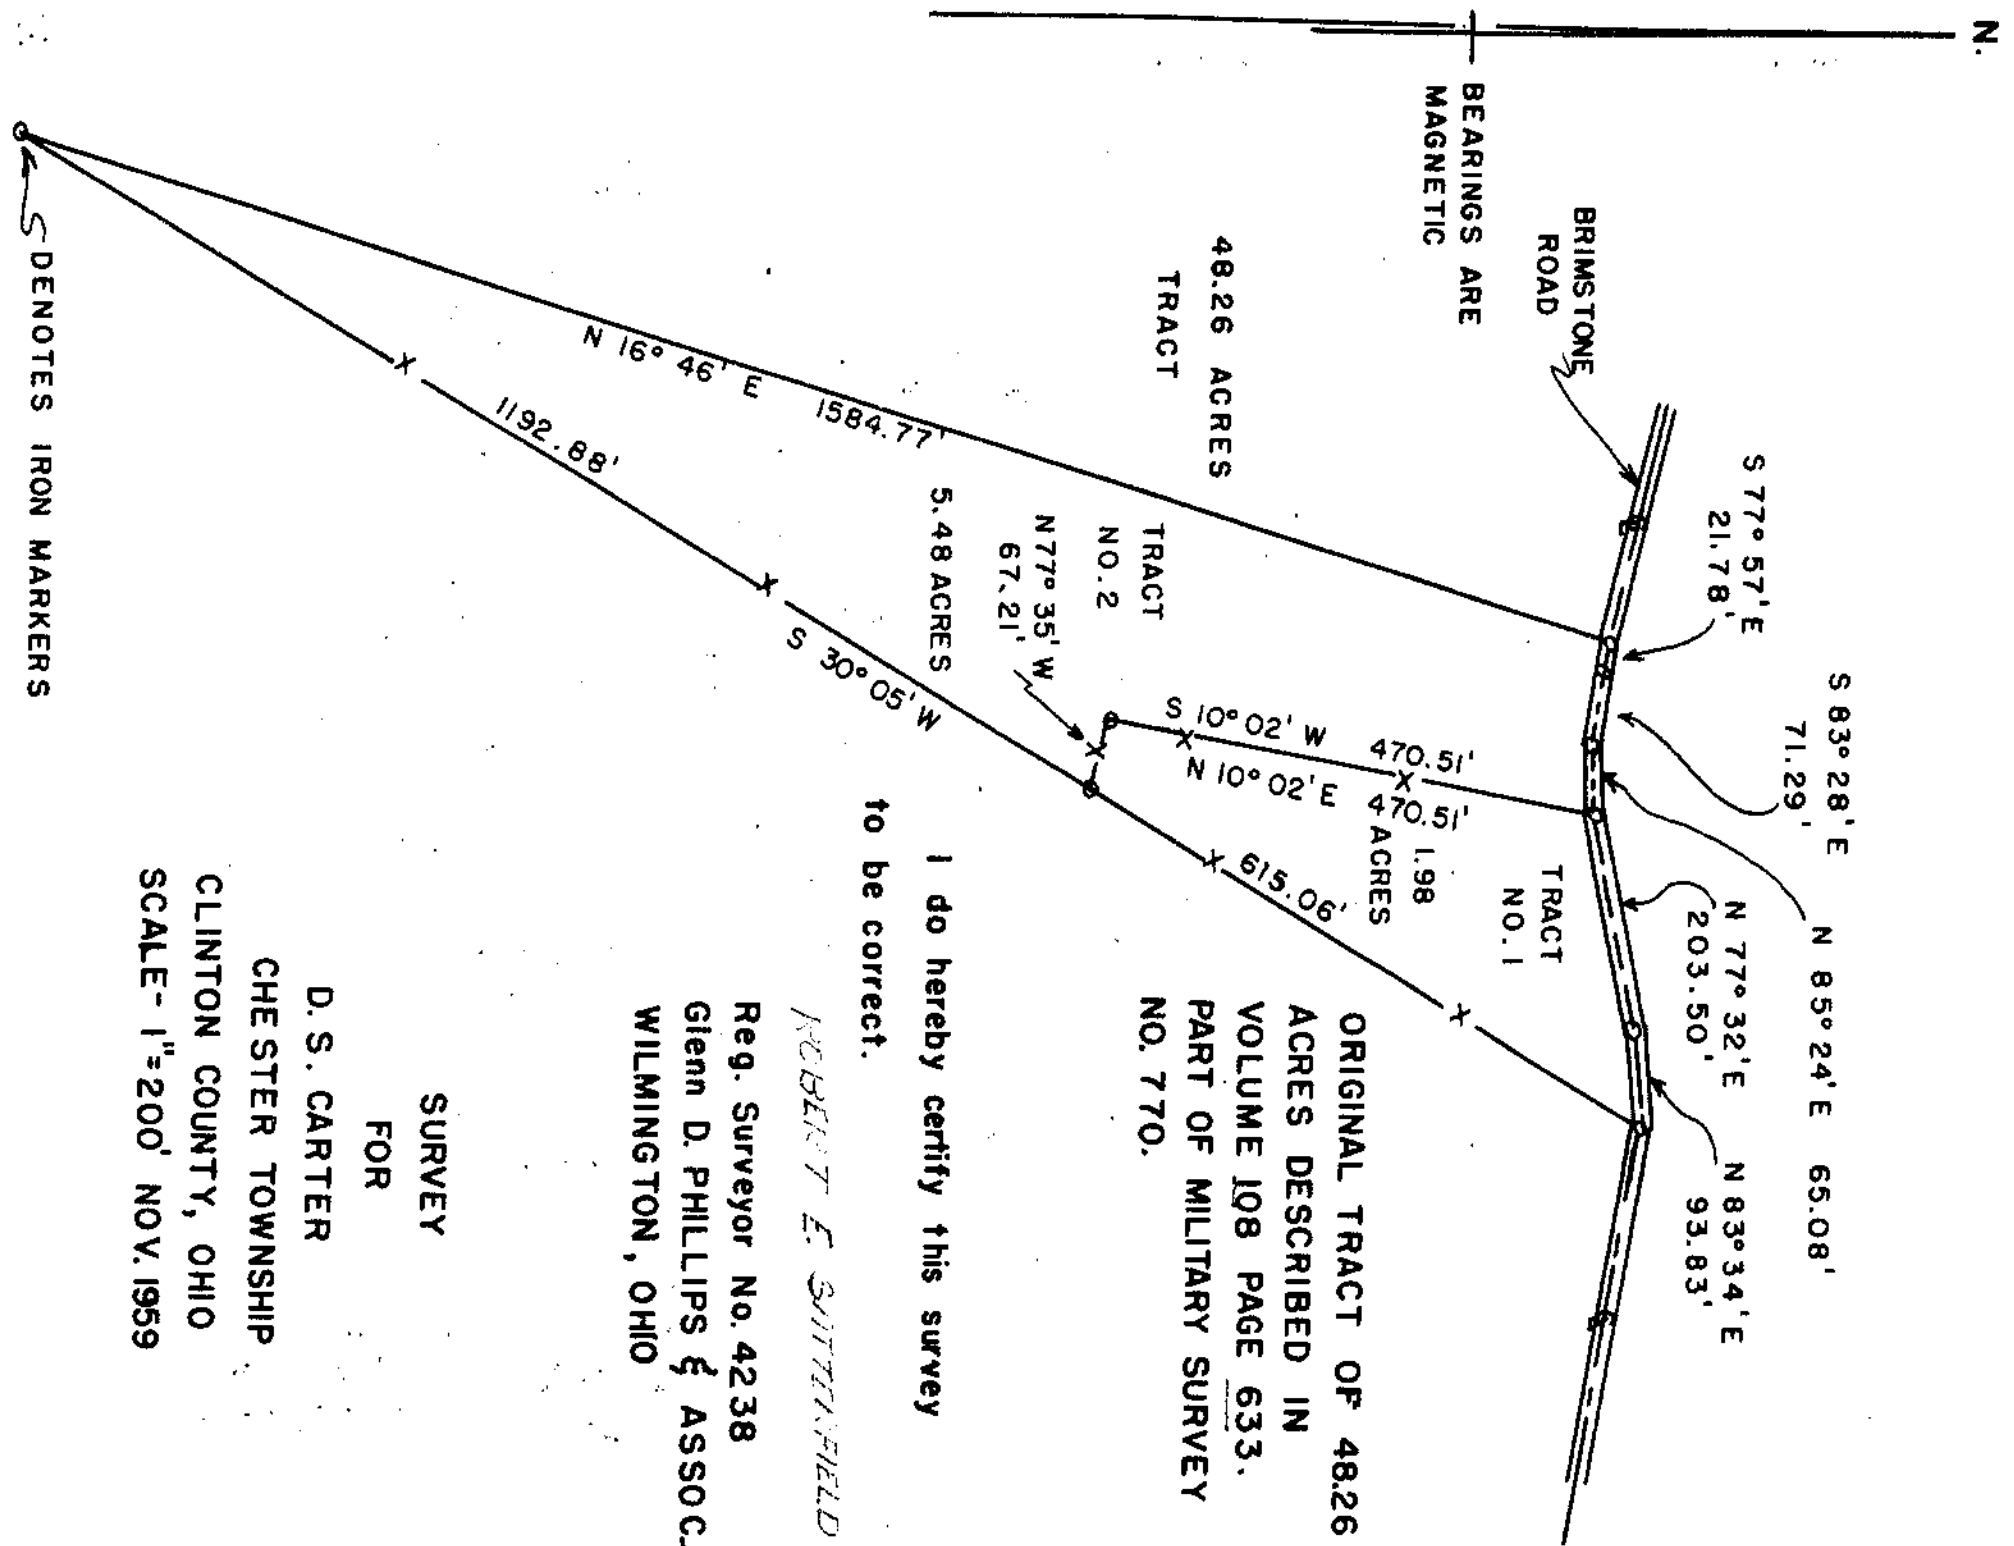 N.
BEARINGS ARE
MAGNETIC
BRIMSTONE
ROAD
S 77° 57' E
21.78'
S 83° 28' E
71.29'
N 85° 24' E 65.08'
N 77° 32' E
203.50'
N 83° 34' E
93.83'
48.26 ACRES
TRACT
N 16° 46' E 1584.77'
TRACT
NO. 2
N 77° 35' W
67.21'
5.48 ACRES
S 10° 02' W 470.51'
N 10° 02' E 470.51'
1.98
ACRES
TRACT
NO. 1
615.06'
S 30° 05' W
1192.88'
DENOTES IRON MARKERS
ORIGINAL TRACT OF 48.26
ACRES DESCRIBED IN
VOLUME 108 PAGE 633.
PART OF MILITARY SURVEY
NO. 770.
I do hereby certify this survey
to be correct.
ROBERT E.
Reg. Surveyor No. 4238
Glenn D. PHILLIPS & ASSOC.
WILMINGTON, OHIO
SURVEY
FOR
D. S. CARTER
CHESTER TOWNSHIP
CLINTON COUNTY, OHIO
SCALE - 1" = 200' NOV. 1959